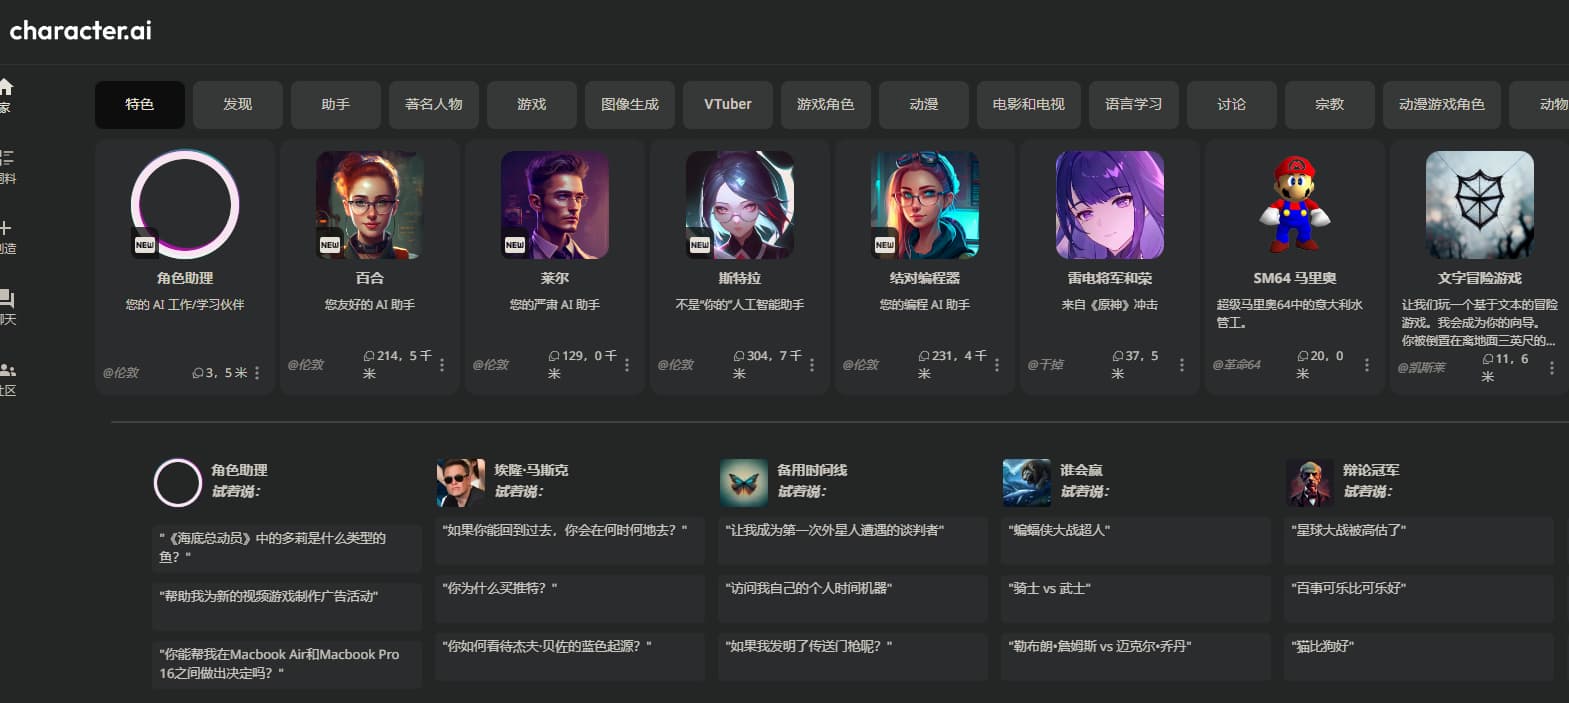 character.ai
家
特色
发现
助手
著名人物
游戏
图像生成
VTuber
游戏角色
动漫
电影和电视
语言学习
讨论
宗教
动漫游戏角色
动物
NEW
角色助理
您的 AI 工作/学习伙伴
@伦敦
3，5 米
NEW
百合
您友好的 AI 助手
@伦敦
214，5 千
米
NEW
莱尔
您的严肃 AI 助手
@伦敦
129，0 千
米
NEW
斯特拉
不是“你的”人工智能助手
@伦敦
304，7 千
米
NEW
结对编程器
您的编程 AI 助手
@伦敦
231，4 千
米
雷电将军和荣
来自《原神》冲击
@干掉
37，5
米
SM64 马里奥
超级马里奥64中的意大利水
管工。
@革命64
20，0
米
文字冒险游戏
让我们玩一个基于文本的冒险
游戏。我会成为你的向导。
你被倒置在离地面三英尺的...
@凯斯莱
11，6
米
角色助理
试着说：
"《海底总动员》中的多莉是什么类型的
鱼？"
"帮助我为新的视频游戏制作广告活动"
"你能帮我在Macbook Air和Macbook Pro
16之间做出决定吗？"
埃隆·马斯克
试着说：
"如果你能回到过去，你会在何时何地去？"
"你为什么买推特？"
"你如何看待杰夫·贝佐的蓝色起源？"
备用时间线
试着说：
"让我成为第一次外星人遭遇的谈判者"
"访问我自己的个人时间机器"
"如果我发明了传送门枪呢？"
谁会赢
试着说：
"蝙蝠侠大战超人"
"骑士 vs 武士"
"勒布朗·詹姆斯 vs 迈克尔·乔丹"
辩论冠军
试着说：
"星球大战被高估了"
"百事可乐比可乐好"
"猫比狗好"